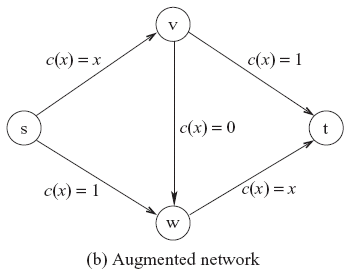 v
c(x) = x
c(x) = 1
s
c(x) = 0
t
c(x) = 1
c(x) = x
w
(b) Augmented network